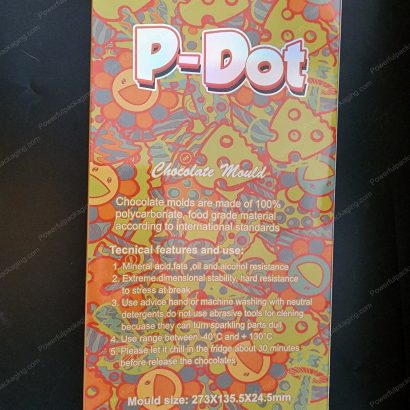 P-Dot
Chocolate Mould
Chocolate molds are made of 100%
polycarbonate, food grade material
according to international standards
Tecnical features and use:
1. Mineral acid,fats ,oil and alcohol resistance
2. Extreme dimensional stability, hard resistance
to stress at break
3. Use advice hand or machine washing with neutral
detergents,do not use abrasive tools for clening
becuase they can turn sparkling parts dull
4. Use range between -40°C and + 130°C
5. Please let it chill in the fridge about 30 minutes
before release the chocolates
Mould size: 273X135.5X24.5mm
Powerfulpackaging.com